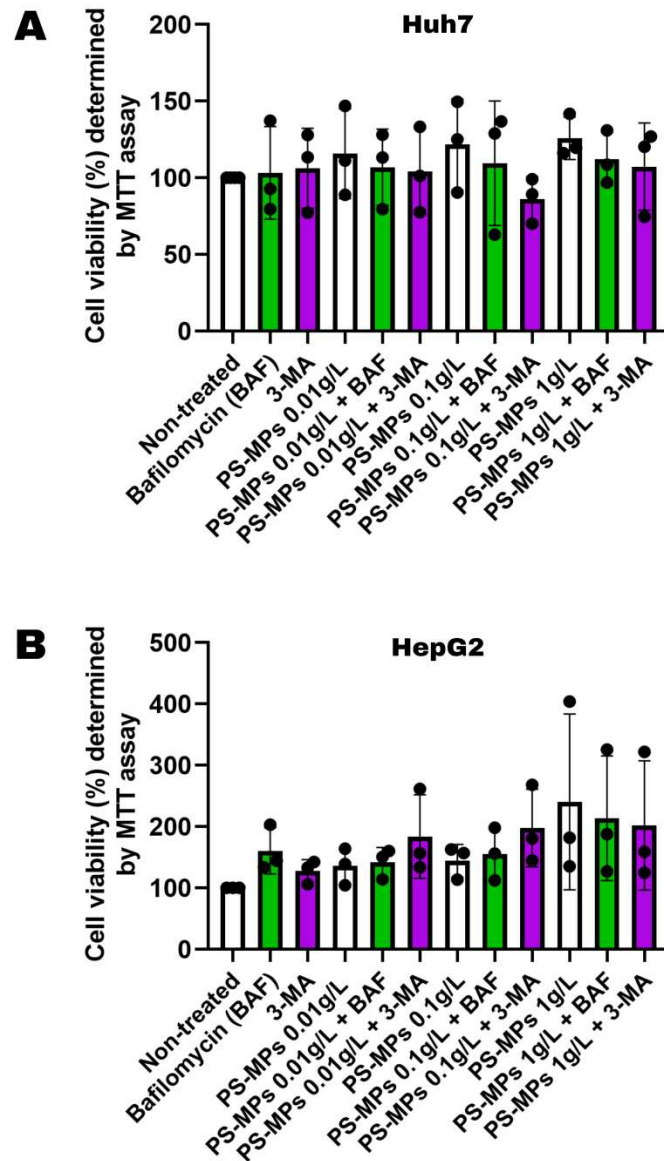 A
Huh7
Cell viability (%) determined
by MTT assay
200
150
100
50
0
Non-treated
Bafilomycin (BAF)
3-MA
PS-MPs 0.01g/L
PS-MPs 0.01g/L + BAF
PS-MPs 0.01g/L + 3-MA
PS-MPs 0.1g/L
PS-MPs 0.1g/L + BAF
PS-MPs 0.1g/L + 3-MA
PS-MPs 1g/L
PS-MPs 1g/L + BAF
PS-MPs 1g/L + 3-MA
B
HepG2
Cell viability (%) determined
by MTT assay
500
400
300
200
100
0
Non-treated
Bafilomycin (BAF)
3-MA
PS-MPs 0.01g/L
PS-MPs 0.01g/L + BAF
PS-MPs 0.01g/L + 3-MA
PS-MPs 0.1g/L
PS-MPs 0.1g/L + BAF
PS-MPs 0.1g/L + 3-MA
PS-MPs 1g/L
PS-MPs 1g/L + BAF
PS-MPs 1g/L + 3-MA